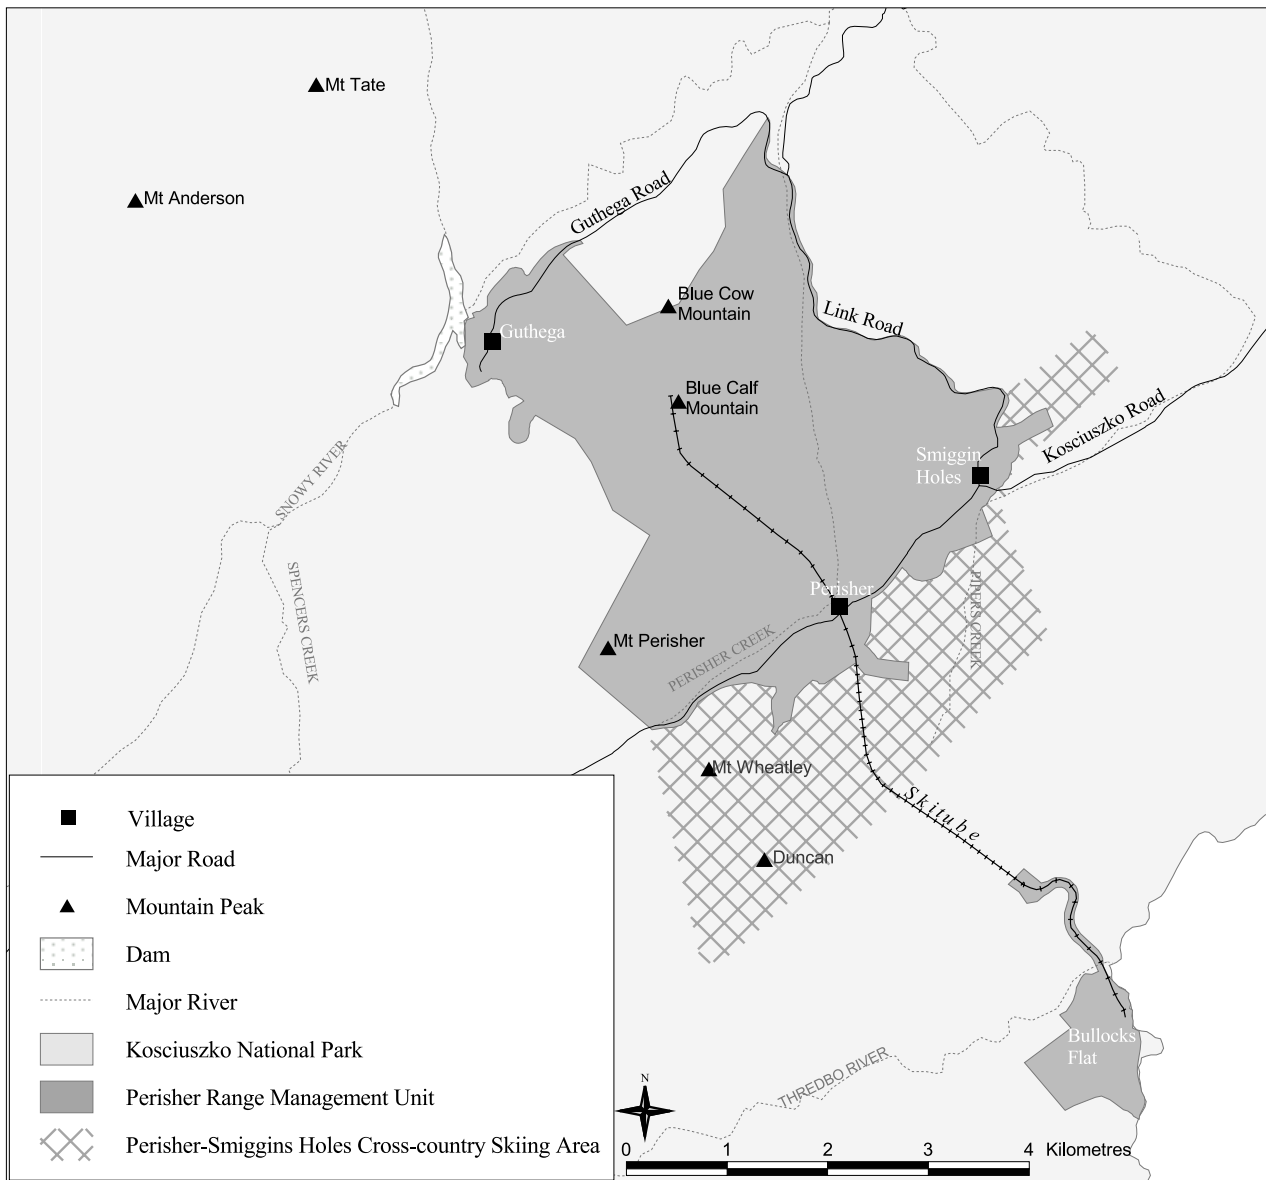 Mt Tate
Mt Anderson
Guthega Road
Blue Cow
Mountain
Link Road
Guthega
Blue Calf
Mountain
Kosciuszko Road
Smiggin
Holes
SNOWY RIVER
SPENCERS CREEK
PIPERS CREEK
Perisher
Mt Perisher
PERISHER CREEK
Mt Wheatley
Skitube
Duncan
Bullocks
Flat
THREDBO RIVER
Village
Major Road
Mountain Peak
Dam
Major River
Kosciuszko National Park
Perisher Range Management Unit
Perisher-Smiggins Holes Cross-country Skiing Area
N
0 1 2 3 4 Kilometres